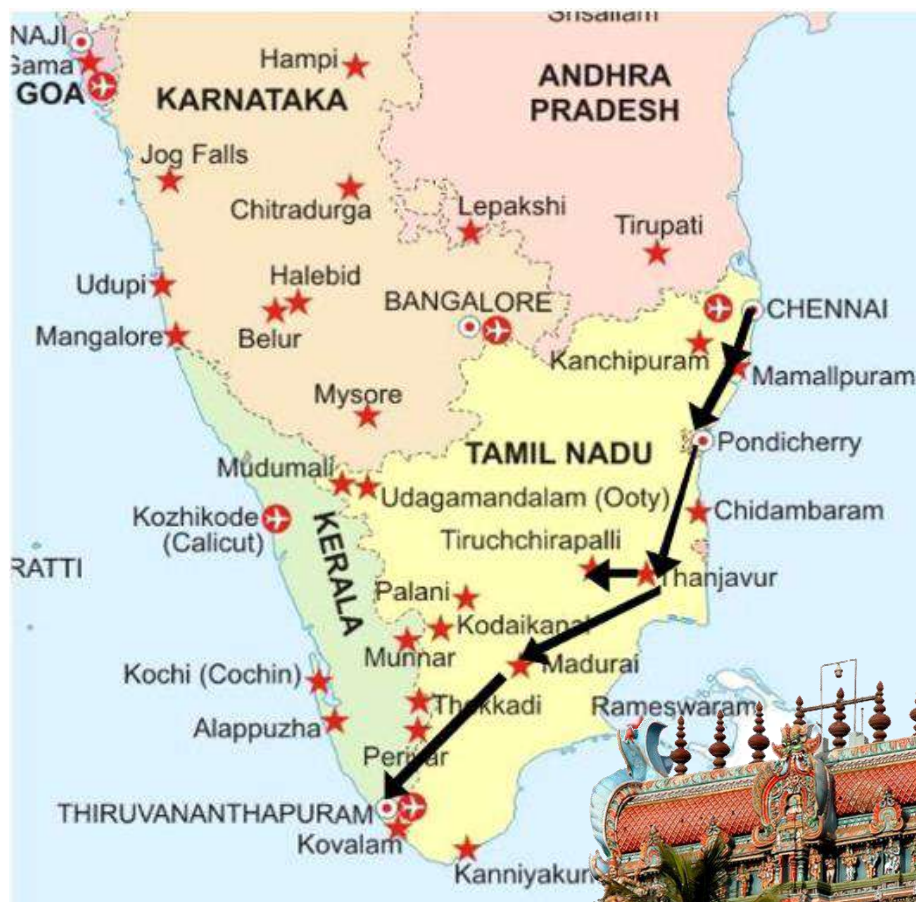 Srisailam
NAJI
Gama
GOA
Hampi
KARNATAKA
ANDHRA
PRADESH
Jog Falls
Chitradurga
Lepakshi
Tirupati
Udupi
Halebid
BANGALORE
CHENNAI
Mangalore
Belur
Kanchipuram
Mamallpuram
Mysore
TAMIL NADU
Pondicherry
Mudumali
Udagamandalam (Ooty)
Chidambaram
Kozhikode
(Calicut)
KERALA
Tiruchchirapalli
RATTI
Thanjavur
Palani
Kodaikanal
Munnar
Madurai
Kochi (Cochin)
Thekkadi
Rameswaram
Alappuzha
Periyar
THIRUVANANTHAPURAM
Kovalam
Kanniyakum